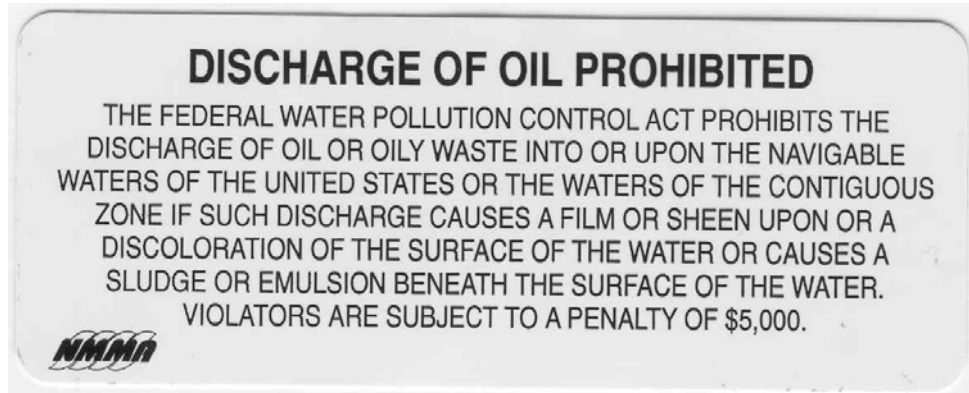 DISCHARGE OF OIL PROHIBITED
THE FEDERAL WATER POLLUTION CONTROL ACT PROHIBITS THE
DISCHARGE OF OIL OR OILY WASTE INTO OR UPON THE NAVIGABLE
WATERS OF THE UNITED STATES OR THE WATERS OF THE CONTIGUOUS
ZONE IF SUCH DISCHARGE CAUSES A FILM OR SHEEN UPON OR A
DISCOLORATION OF THE SURFACE OF THE WATER OR CAUSES A
SLUDGE OR EMULSION BENEATH THE SURFACE OF THE WATER.
VIOLATORS ARE SUBJECT TO A PENALTY OF $5,000.
NMMA